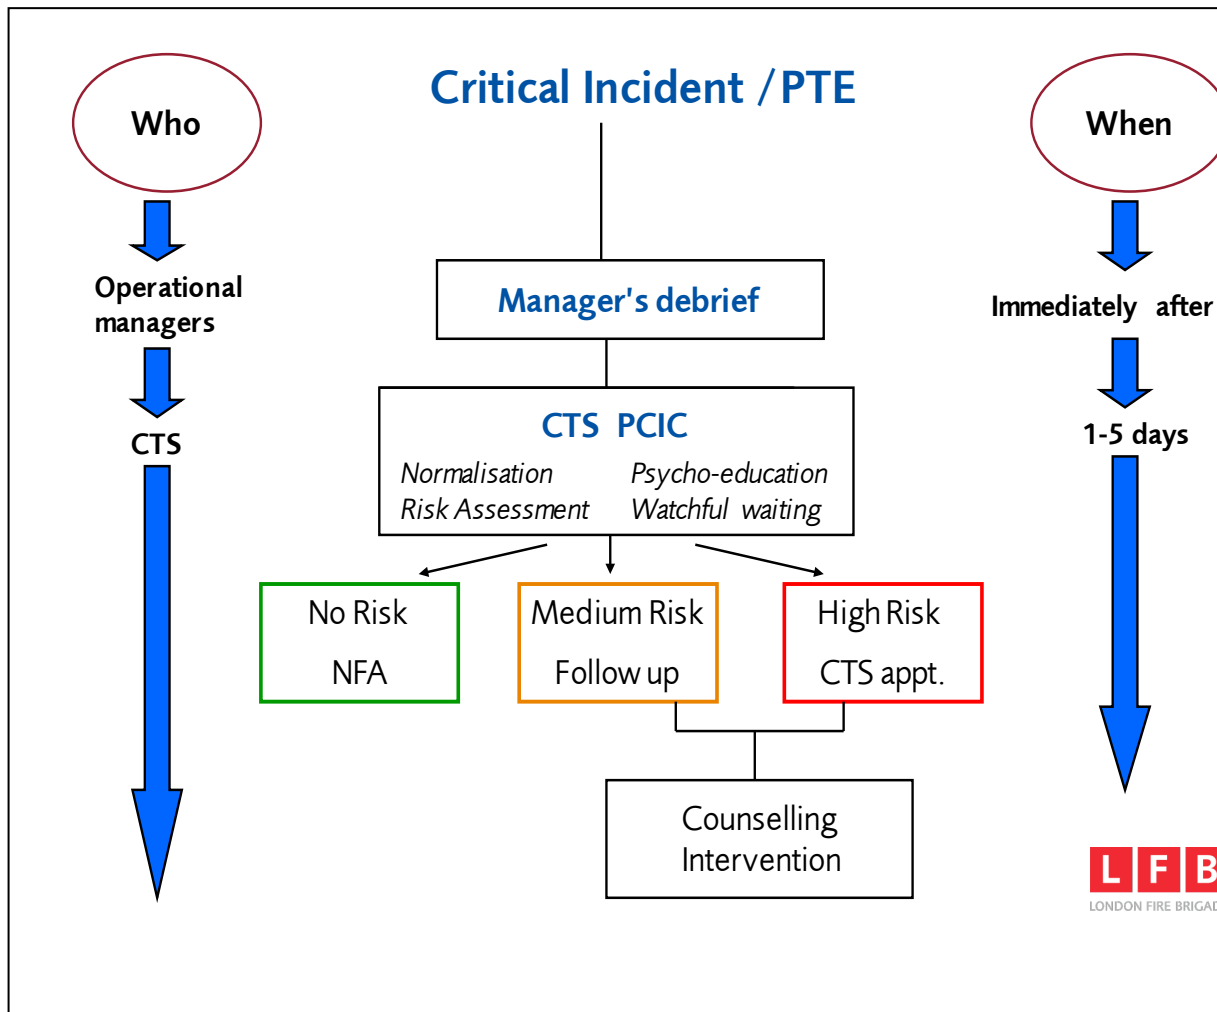 Who
Critical Incident / PTE
When
Manager's debrief
Operational
managers
Immediately after
CTS PCIC
CTS
1-5 days
Normalisation Psycho-education
Risk Assessment Watchful waiting
No Risk
NFA
Medium Risk
Follow up
High Risk
CTS appt.
Counselling
Intervention
LFB
LONDON FIRE BRIGAD